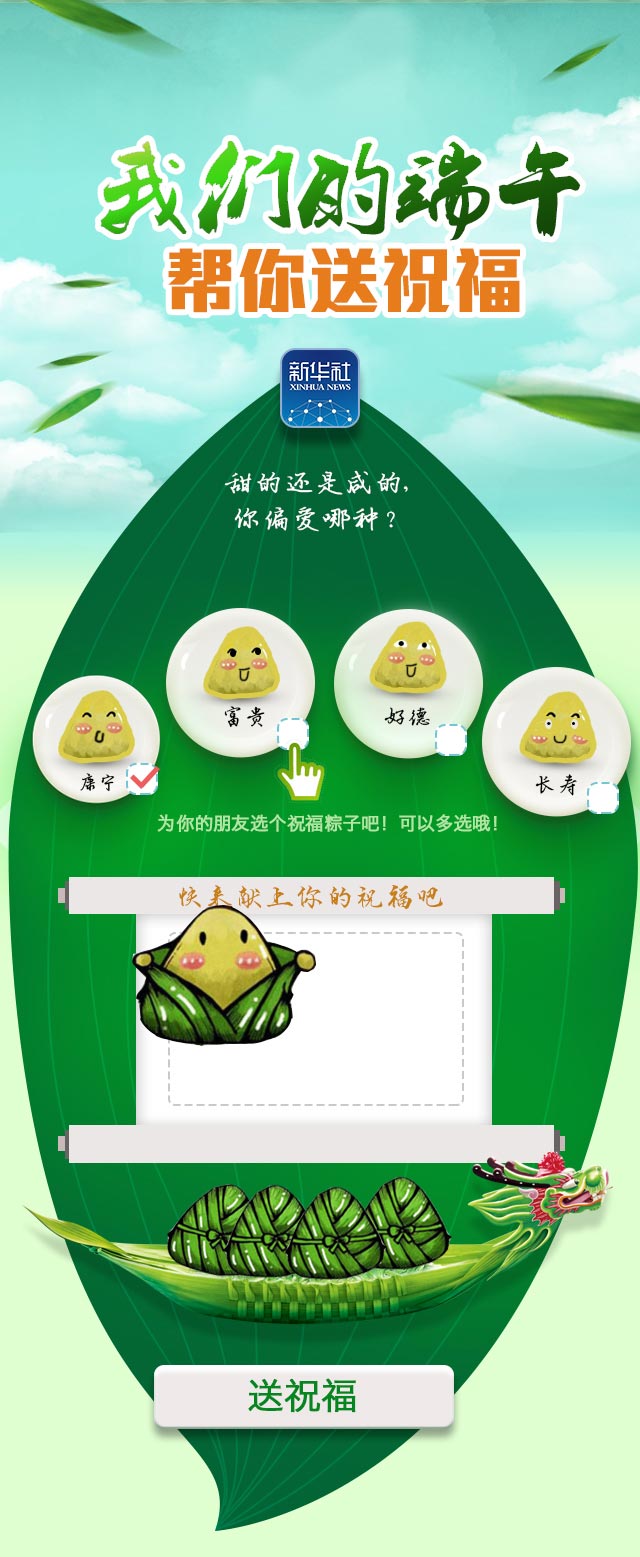 我们的端午
帮你送祝福
新华社
XINHUA NEWS
甜的还是咸的,
你偏爱哪种?
富贵
好德
康宁
长寿
为你的朋友选个祝福粽子吧！可以多选哦！
快来献上你的祝福吧
送祝福